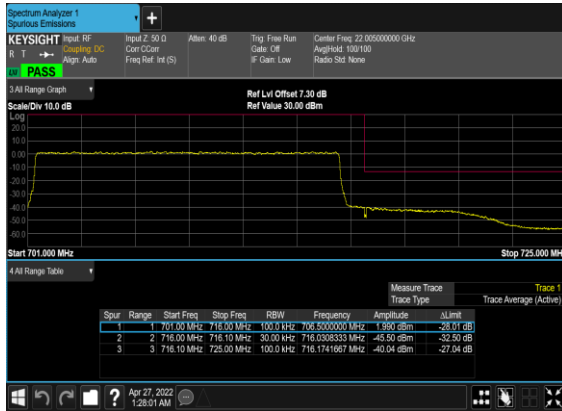 Spectrum Analyzer 1
Spurious Emissions
KEYSIGHT Input: RF Input Z: 50 Ω Atten: 40 dB Trig: Free Run Center Freq: 22.005000000 GHz
R T Coupling: DC Corr CCorr Gate: Off Avg|Hold: 100/100
Align: Auto Freq Ref: Int (S) IF Gain: Low Radio Std: None
PASS
3 All Range Graph
Ref Lvl Offset 7.30 dB
Scale/Div 10.0 dB Ref Value 30.00 dBm
Log
20.0
10.0
0.00
-10.0
-20.0
-30.0
-40.0
-50.0
-60.0
Start 701.000 MHz Stop 725.000 MH
4 All Range Table
Measure Trace Trace 1
Trace Type Trace Average (Active)
Spur Range Start Freq Stop Freq RBW Frequency Amplitude ΔLimit
1 1 701.00 MHz 716.00 MHz 100.0 kHz 706.5000000 MHz 1.990 dBm -28.01 dB
2 2 716.00 MHz 716.10 MHz 30.00 kHz 716.0308333 MHz -45.50 dBm -32.50 dB
3 3 716.10 MHz 725.00 MHz 100.0 kHz 716.1741667 MHz -40.04 dBm -27.04 dB
Apr 27, 2022
1:28:01 AM